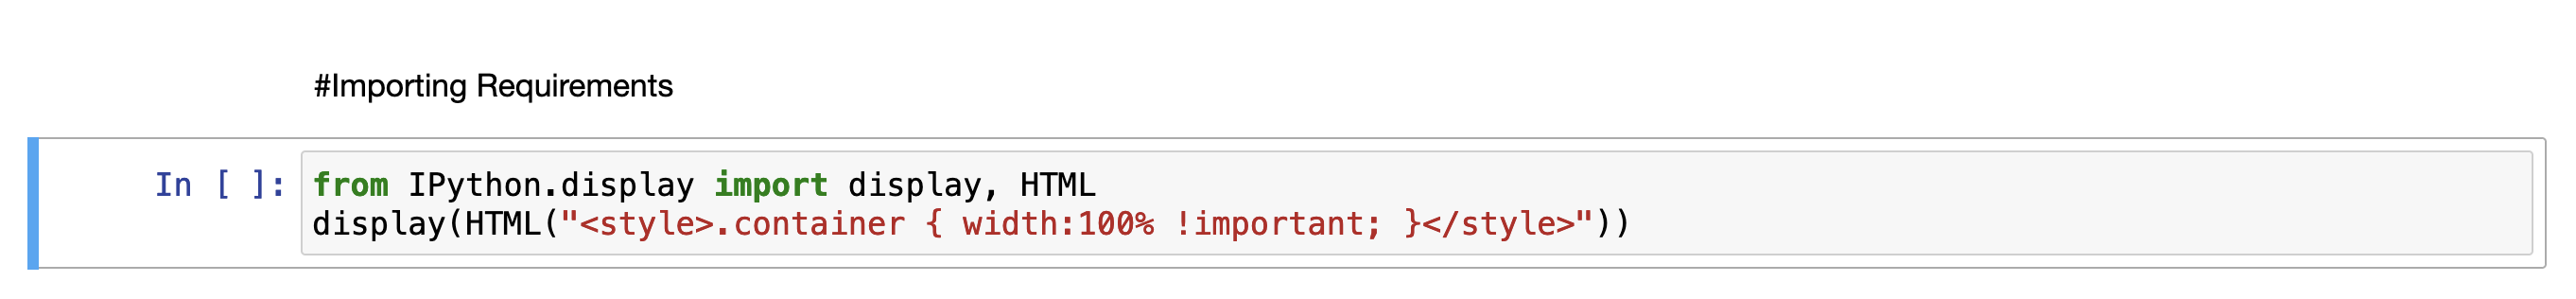 #Importing Requirements
In [ ]: from IPython.display import display, HTML
display(HTML("<style>.container { width:100% !important; }</style>"))